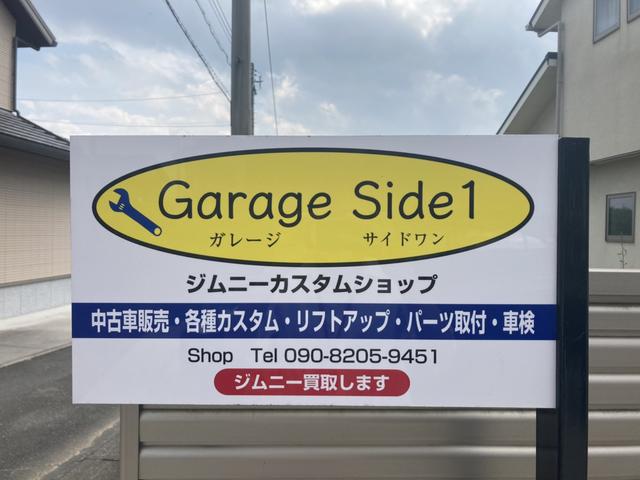 Garage Side1
ガレージ サイドワン
ジムニーカスタムショップ
中古車販売・各種カスタム・リフトアップ・パーツ取付・車検
Shop Tel 090-8205-9451
ジムニー買取します